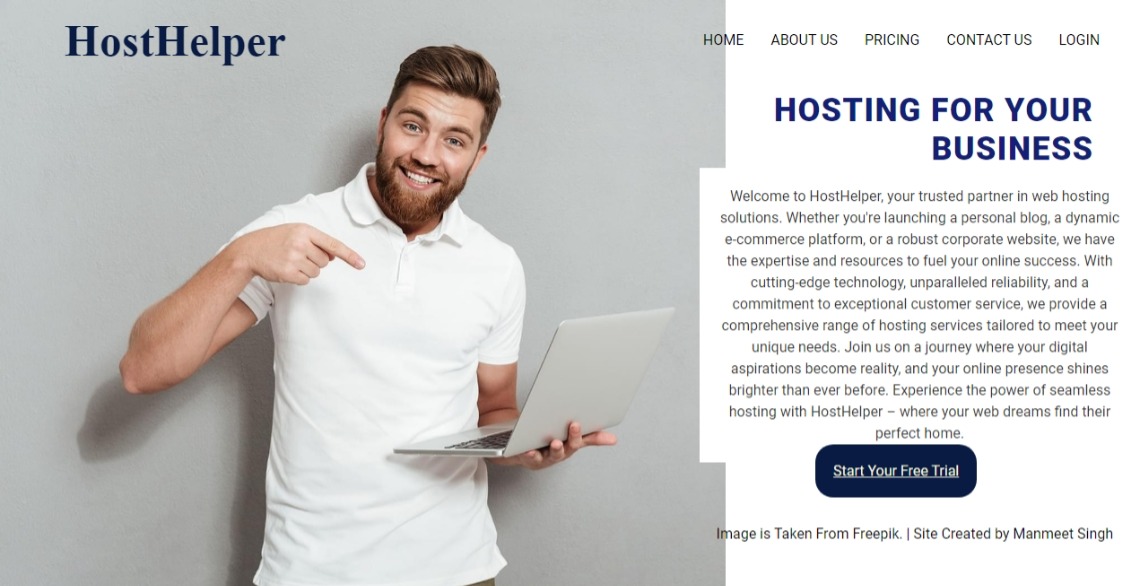 HostHelper
HOME ABOUT US PRICING CONTACT US LOGIN
HOSTING FOR YOUR
BUSINESS
Welcome to HostHelper, your trusted partner in web hosting
solutions. Whether you're launching a personal blog, a dynamic
e-commerce platform, or a robust corporate website, we have
the expertise and resources to fuel your online success. With
cutting-edge technology, unparalleled reliability, and a
commitment to exceptional customer service, we provide a
comprehensive range of hosting services tailored to meet your
unique needs. Join us on a journey where your digital
aspirations become reality, and your online presence shines
brighter than ever before. Experience the power of seamless
hosting with HostHelper – where your web dreams find their
perfect home.
Start Your Free Trial
Image is Taken From Freepik. | Site Created by Manmeet Singh